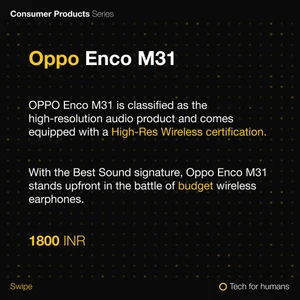 Consumer Products Series
Oppo Enco M31
OPPO Enco M31 is classified as the
high-resolution audio product and comes
equipped with a High-Res Wireless certification.
With the Best Sound signature, Oppo Enco M31
stands upfront in the battle of budget wireless
earphones.
1800 INR
Swipe
Tech for humans